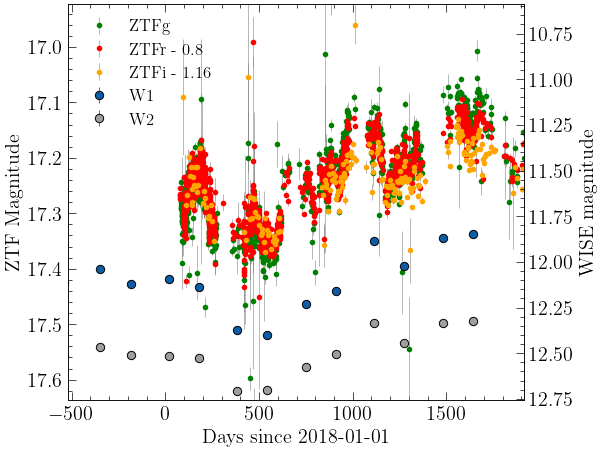 ZTFg
ZTFr - 0.8
ZTFi - 1.16
W1
W2
ZTF Magnitude
17.0
17.1
17.2
17.3
17.4
17.5
17.6
WISE magnitude
10.75
11.00
11.25
11.50
11.75
12.00
12.25
12.50
12.75
−500
0
500
1000
1500
Days since 2018-01-01